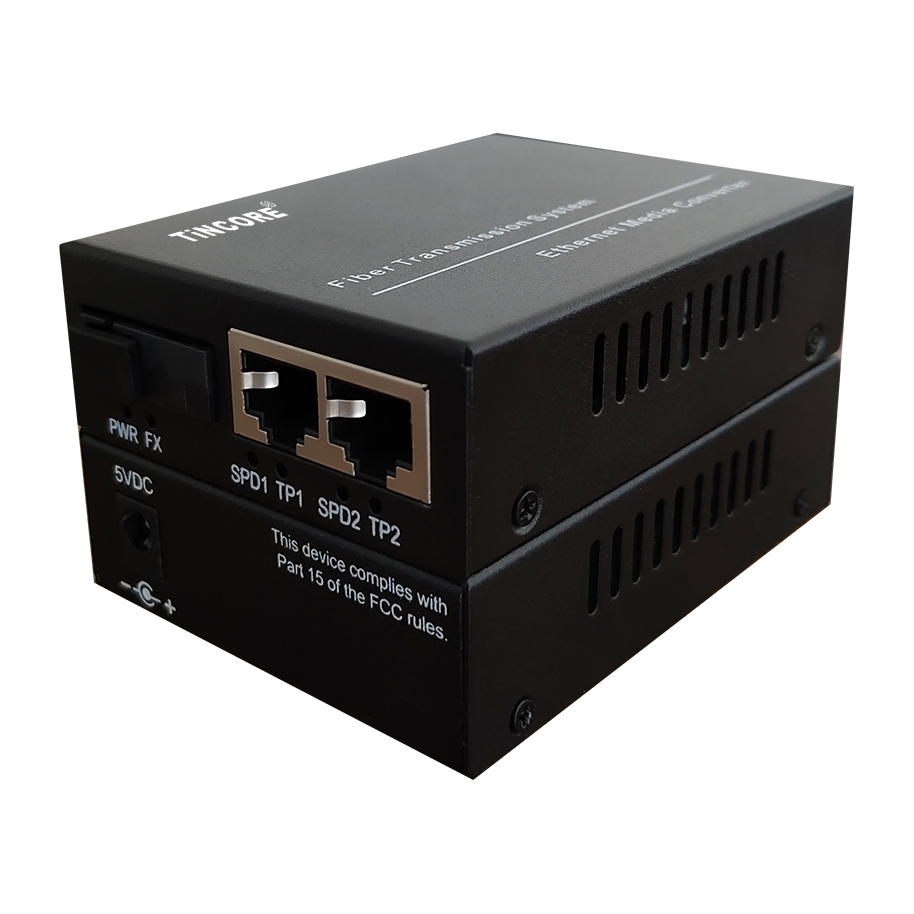 TiNCORE
Fiber Transmission System
Ethernet Media Converter
PWR FX
SPD1 TP1 SPD2 TP2
5VDC
This device complies with
Part 15 of the FCC rules.
- +